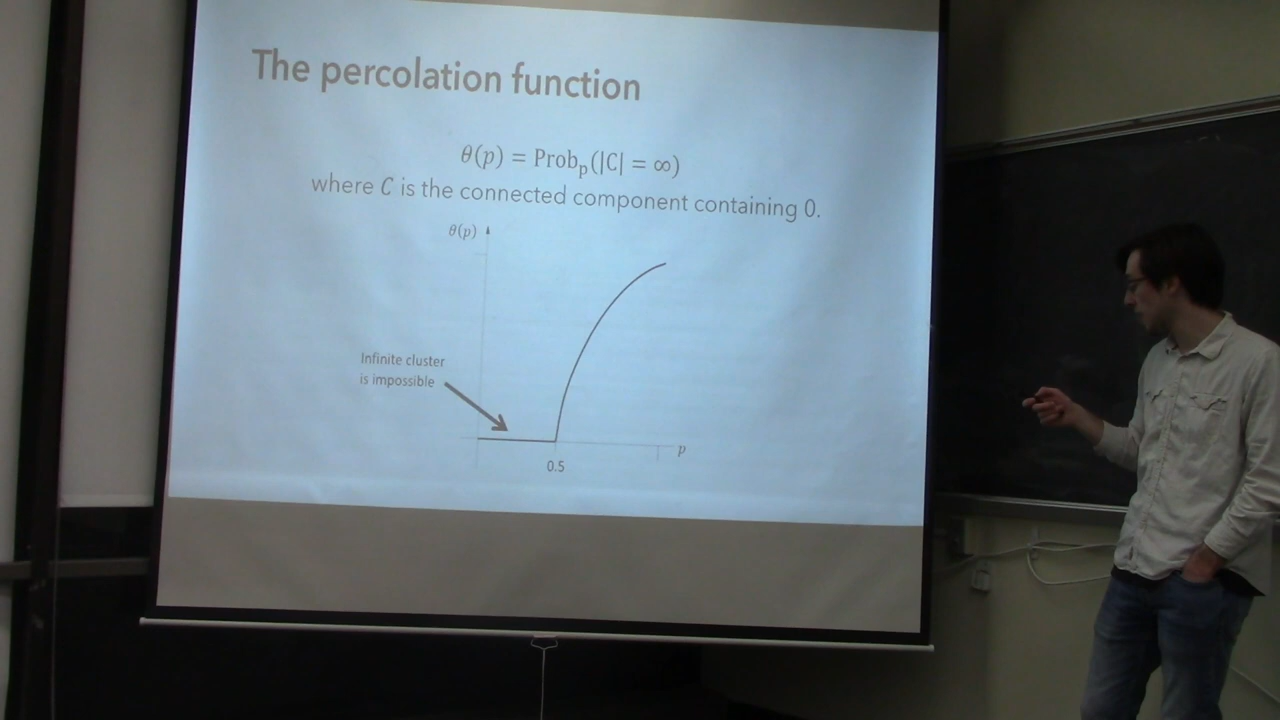 The percolation function
θ(p) = Prob_p(|C| = ∞)
where C is the connected component containing 0.
θ(p)
Infinite cluster
is impossible
0.5
p